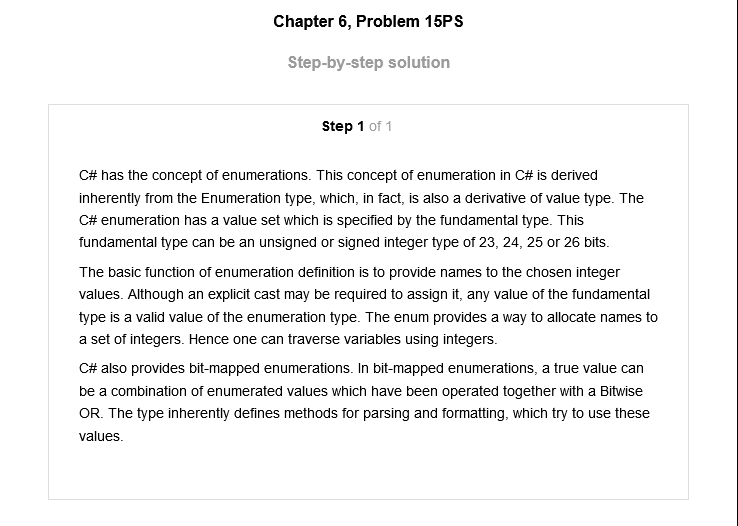 Chapter 6, Problem 15PS
Step-by-step solution
Step 1 of 1
C# has the concept of enumerations. This concept of enumeration in C# is derived
inherently from the Enumeration type, which, in fact, is also a derivative of value type. The
C# enumeration has a value set which is specified by the fundamental type. This
fundamental type can be an unsigned or signed integer type of 23, 24, 25 or 26 bits.
The basic function of enumeration definition is to provide names to the chosen integer
values. Although an explicit cast may be required to assign it, any value of the fundamental
type is a valid value of the enumeration type. The enum provides a way to allocate names to
a set of integers. Hence one can traverse variables using integers.
C# also provides bit-mapped enumerations. In bit-mapped enumerations, a true value can
be a combination of enumerated values which have been operated together with a Bitwise
OR. The type inherently defines methods for parsing and formatting, which try to use these
values.